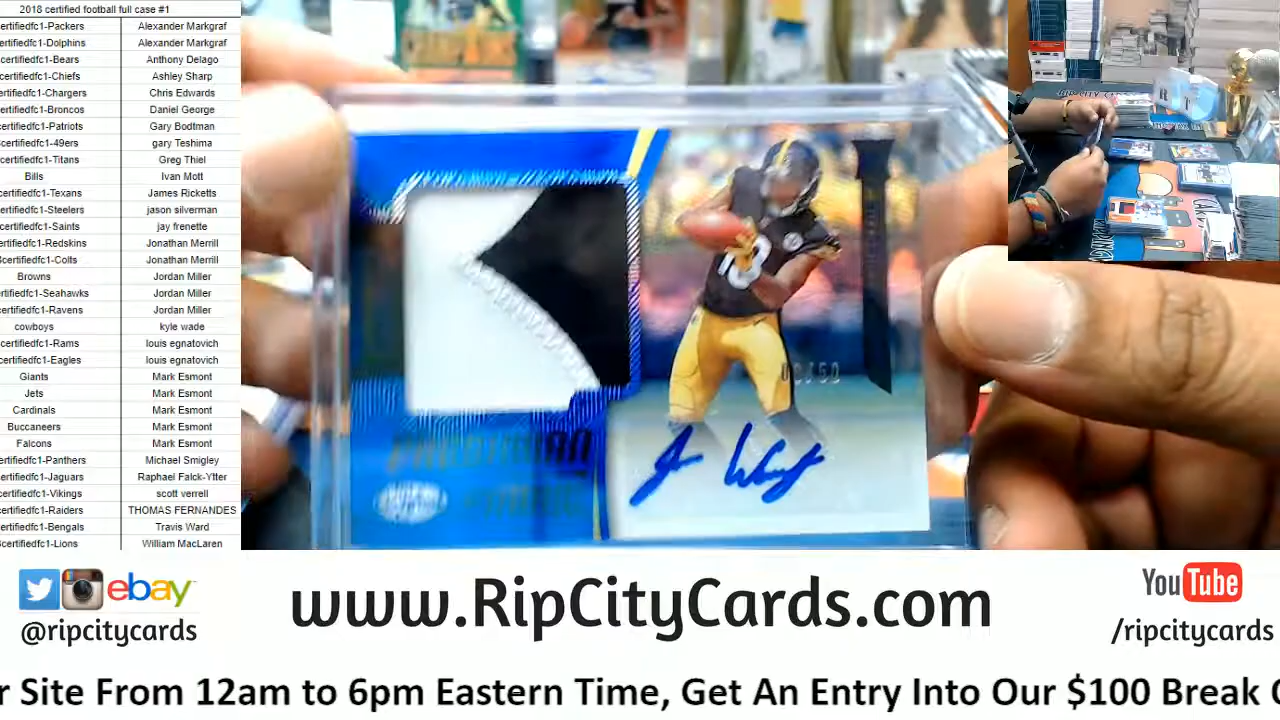 2018 certified football full case #1
ertifiedfc1-Packers Alexander Markgraf
ertifiedfc1-Dolphins Alexander Markgraf
certifiedfc1-Bears Anthony Delago
certifiedfc1-Chiefs Ashley Sharp
ertifiedfc1-Chargers Chris Edwards
certifiedfc1-Broncos Daniel George
certifiedfc1-Patriots Gary Bodtman
certifiedfc1-49ers gary Teshima
certifiedfc1-Titans Greg Thiel
Bills Ivan Mott
certifiedfc1-Texans James Ricketts
ertifiedfc1-Steelers jason silverman
certifiedfc1-Saints jay frenette
ertifiedfc1-Redskins Jonathan Merrill
8certifiedfc1-Colts Jonathan Merrill
Browns Jordan Miller
rtifiedfc1-Seahawks Jordan Miller
certifiedfc1-Ravens Jordan Miller
cowboys kyle wade
certifiedfc1-Rams louis egnatovich
certifiedfc1-Eagles louis egnatovich
Giants Mark Esmont
Jets Mark Esmont
Cardinals Mark Esmont
Buccaneers Mark Esmont
Falcons Mark Esmont
ertifiedfc1-Panthers Michael Smigley
ertifiedfc1-Jaguars Raphael Falck-Ytter
certifiedfc1-Vikings scott verrell
certifiedfc1-Raiders THOMAS FERNANDES
ertifiedfc1-Bengals Travis Ward
8certifiedfc1-Lions William MacLaren
FRESHMAN
FABRIC
ebay
@ripcitycards
www.RipCityCards.com
YouTube
/ripcitycards
r Site From 12am to 6pm Eastern Time, Get An Entry Into Our $100 Break